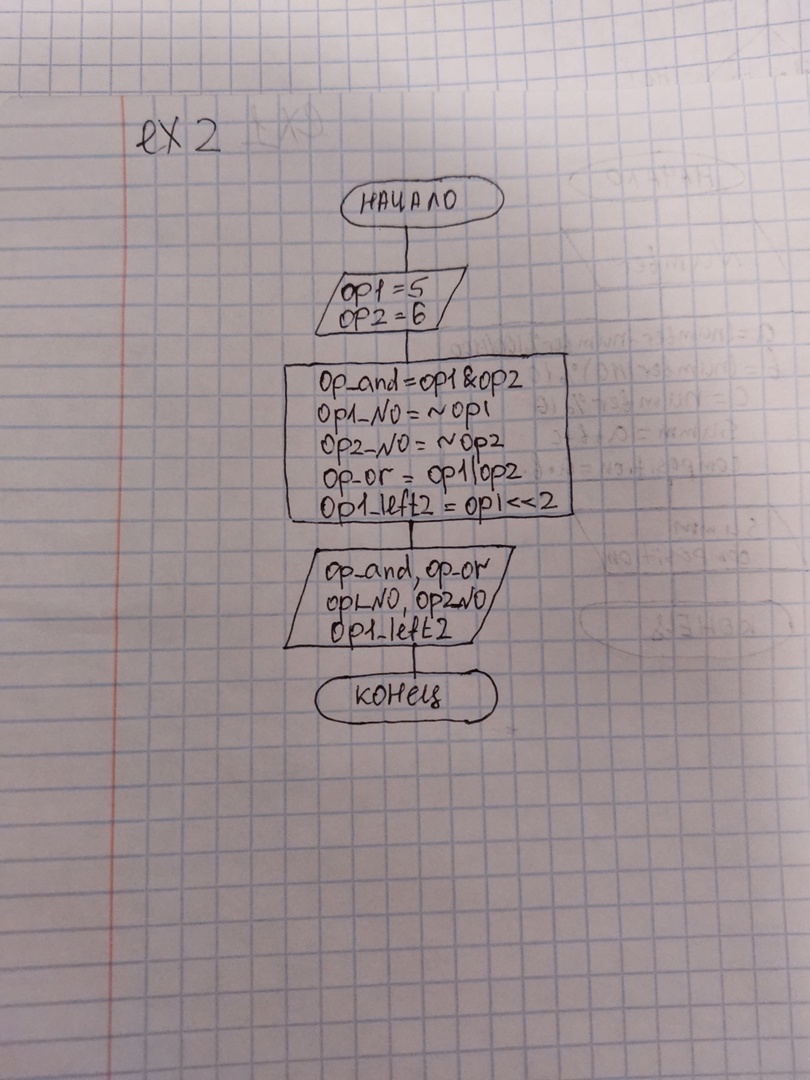 ex 2
НАЧАЛО
op1 = 5
op2 = 6
op_and = op1 & op2
op1_NO = ~op1
op2_NO = ~op2
op_or = op1|op2
op1_left2 = op1<<2
op_and, op_or
op1_NO, op2_NO
op1_left2
КОНЕЦ